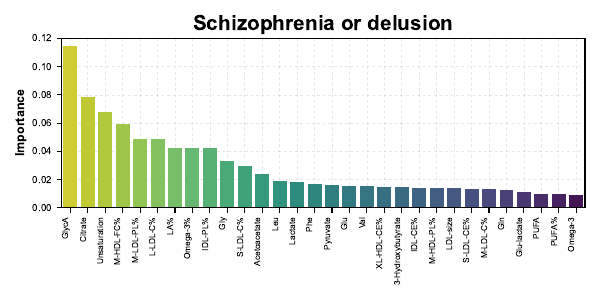 Schizophrenia or delusion
Importance
0.12
0.10
0.08
0.06
0.04
0.02
0.00
GlycA
Citrate
Unsaturation
M-HDL-FC%
M-LDL-PL%
L-LDL-C%
LA%
Omega-3%
IDL-PL%
Gly
S-LDL-C%
Acetoacetate
Leu
Lactate
Phe
Pyruvate
Glu
Val
XL-HDL-CE%
3-Hydroxybutyrate
IDL-CE%
M-HDL-PL%
LDL-size
S-LDL-CE%
M-LDL-C%
Gln
Glu-lactate
PUFA
PUFA%
Omega-3